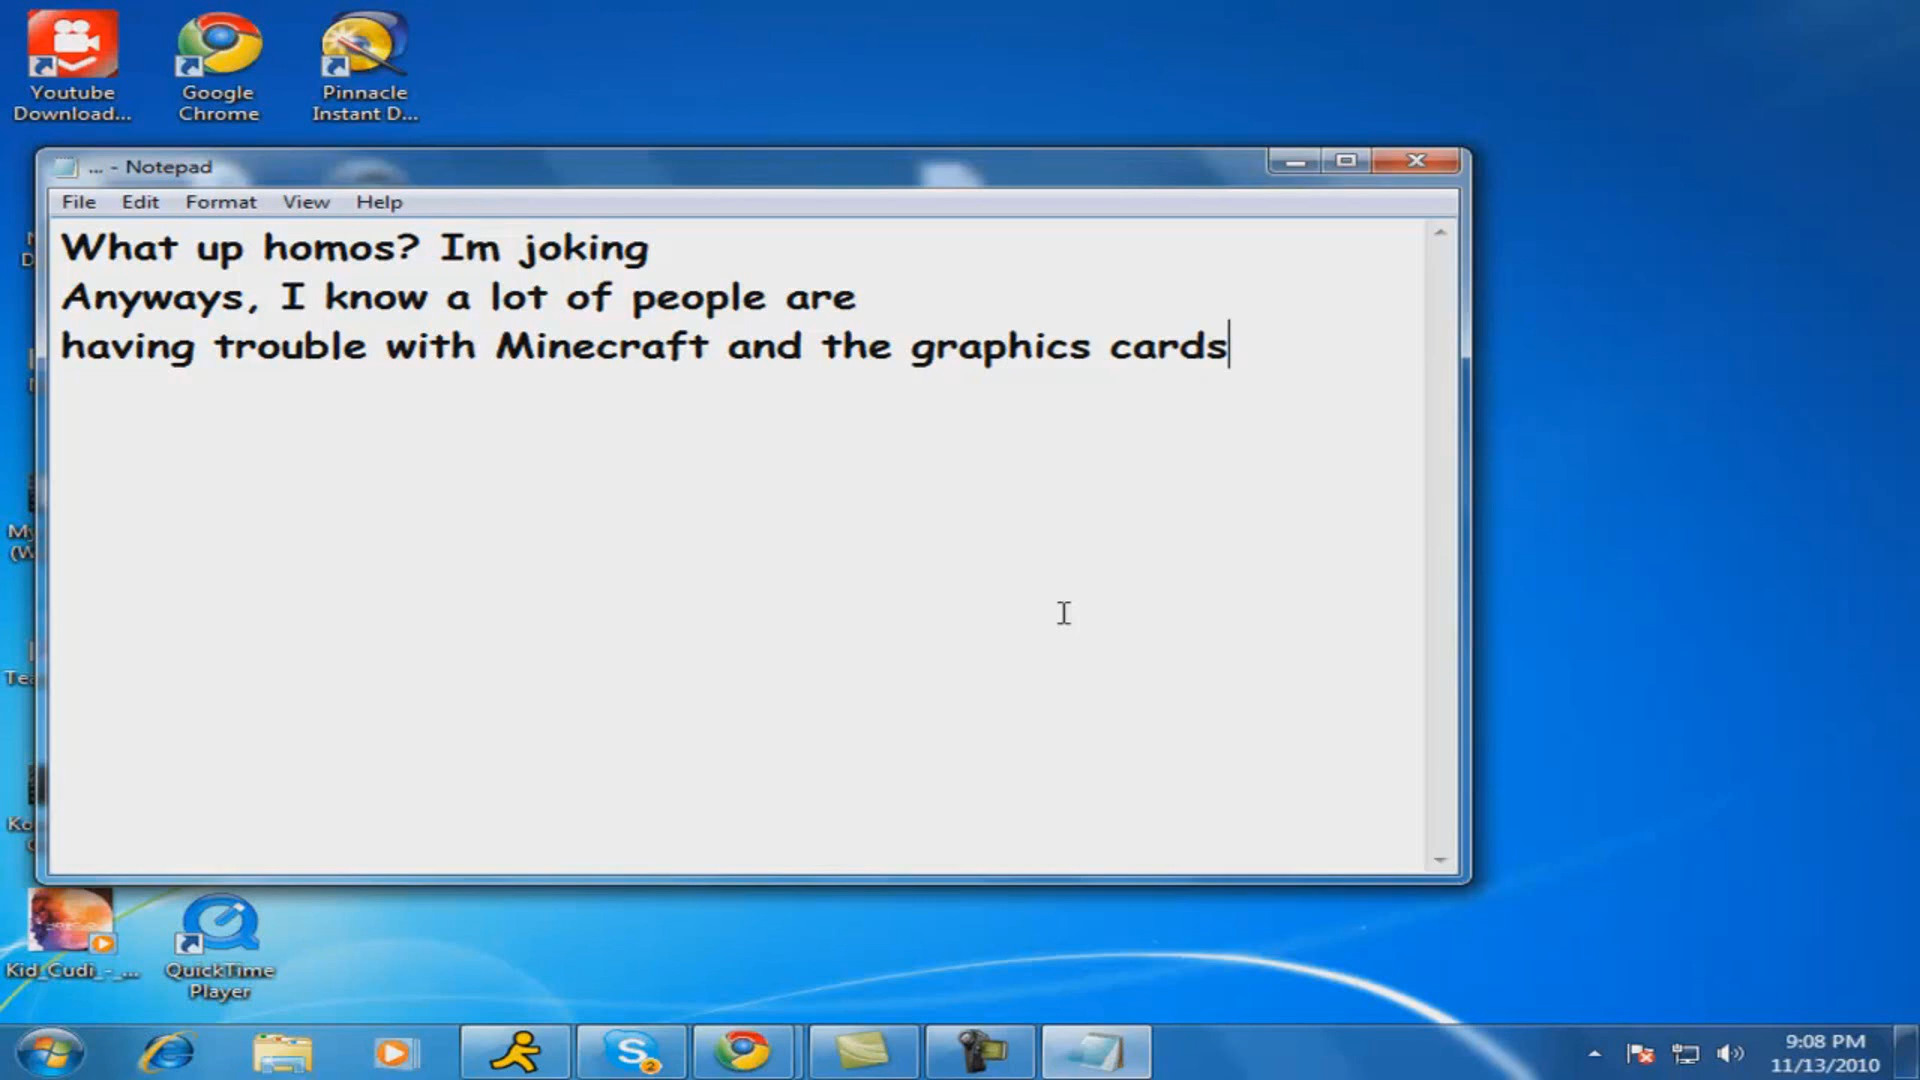 Youtube
Download...
Google
Chrome
Pinnacle
Instant D...
... - Notepad
File Edit Format View Help
What up homos? Im joking
Anyways, I know a lot of people are
having trouble with Minecraft and the graphics cards
Kid_Cudi_-_...
QuickTime
Player
9:08 PM
11/13/2010